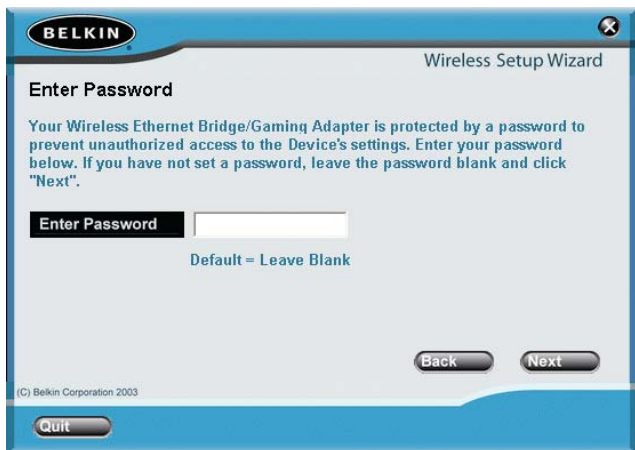 BELKIN
Wireless Setup Wizard
Enter Password
Your Wireless Ethernet Bridge/Gaming Adapter is protected by a password to
prevent unauthorized access to the Device's settings. Enter your password
below. If you have not set a password, leave the password blank and click
"Next".
Enter Password
Default = Leave Blank
Back
Next
(C) Belkin Corporation 2003
Quit